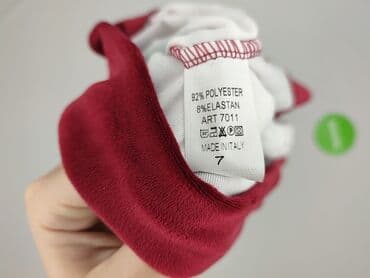 92% POLYESTER
8% ELASTAN
ART 7011
MADE IN ITALY
7